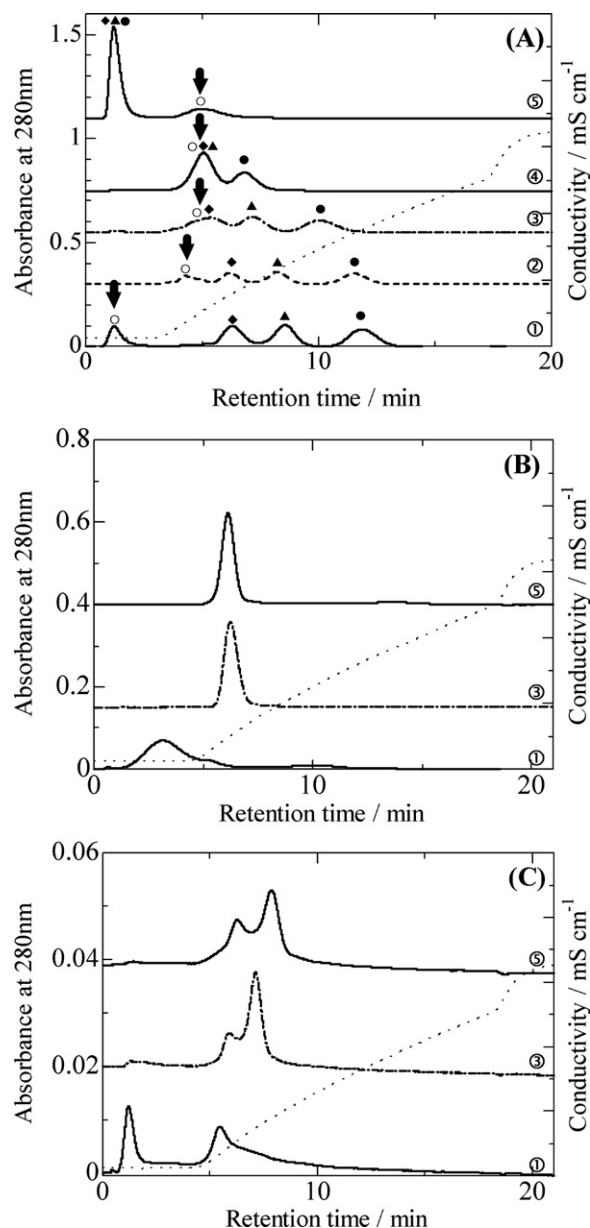 (A)
Absorbance at 280nm
Conductivity / mS cm-1
1.5
1
0.5
0
⑤
④
③
②
①
0 10 20
Retention time / min
(B)
Absorbance at 280nm
Conductivity / mS cm-1
0.8
0.6
0.4
0.2
0
⑤
③
①
0 10 20
Retention time / min
(C)
Absorbance at 280nm
Conductivity / mS cm-1
0.06
0.04
0.02
0
⑤
③
①
0 10 20
Retention time / min